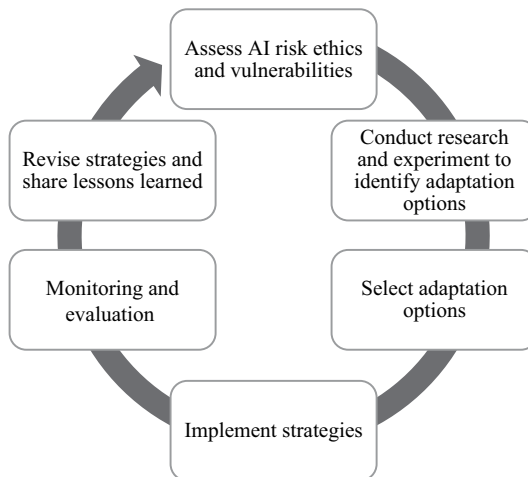 Assess AI risk ethics
and vulnerabilities
Conduct research
and experiment to
identify adaptation
options
Select adaptation
options
Implement strategies
Monitoring and
evaluation
Revise strategies and
share lessons learned